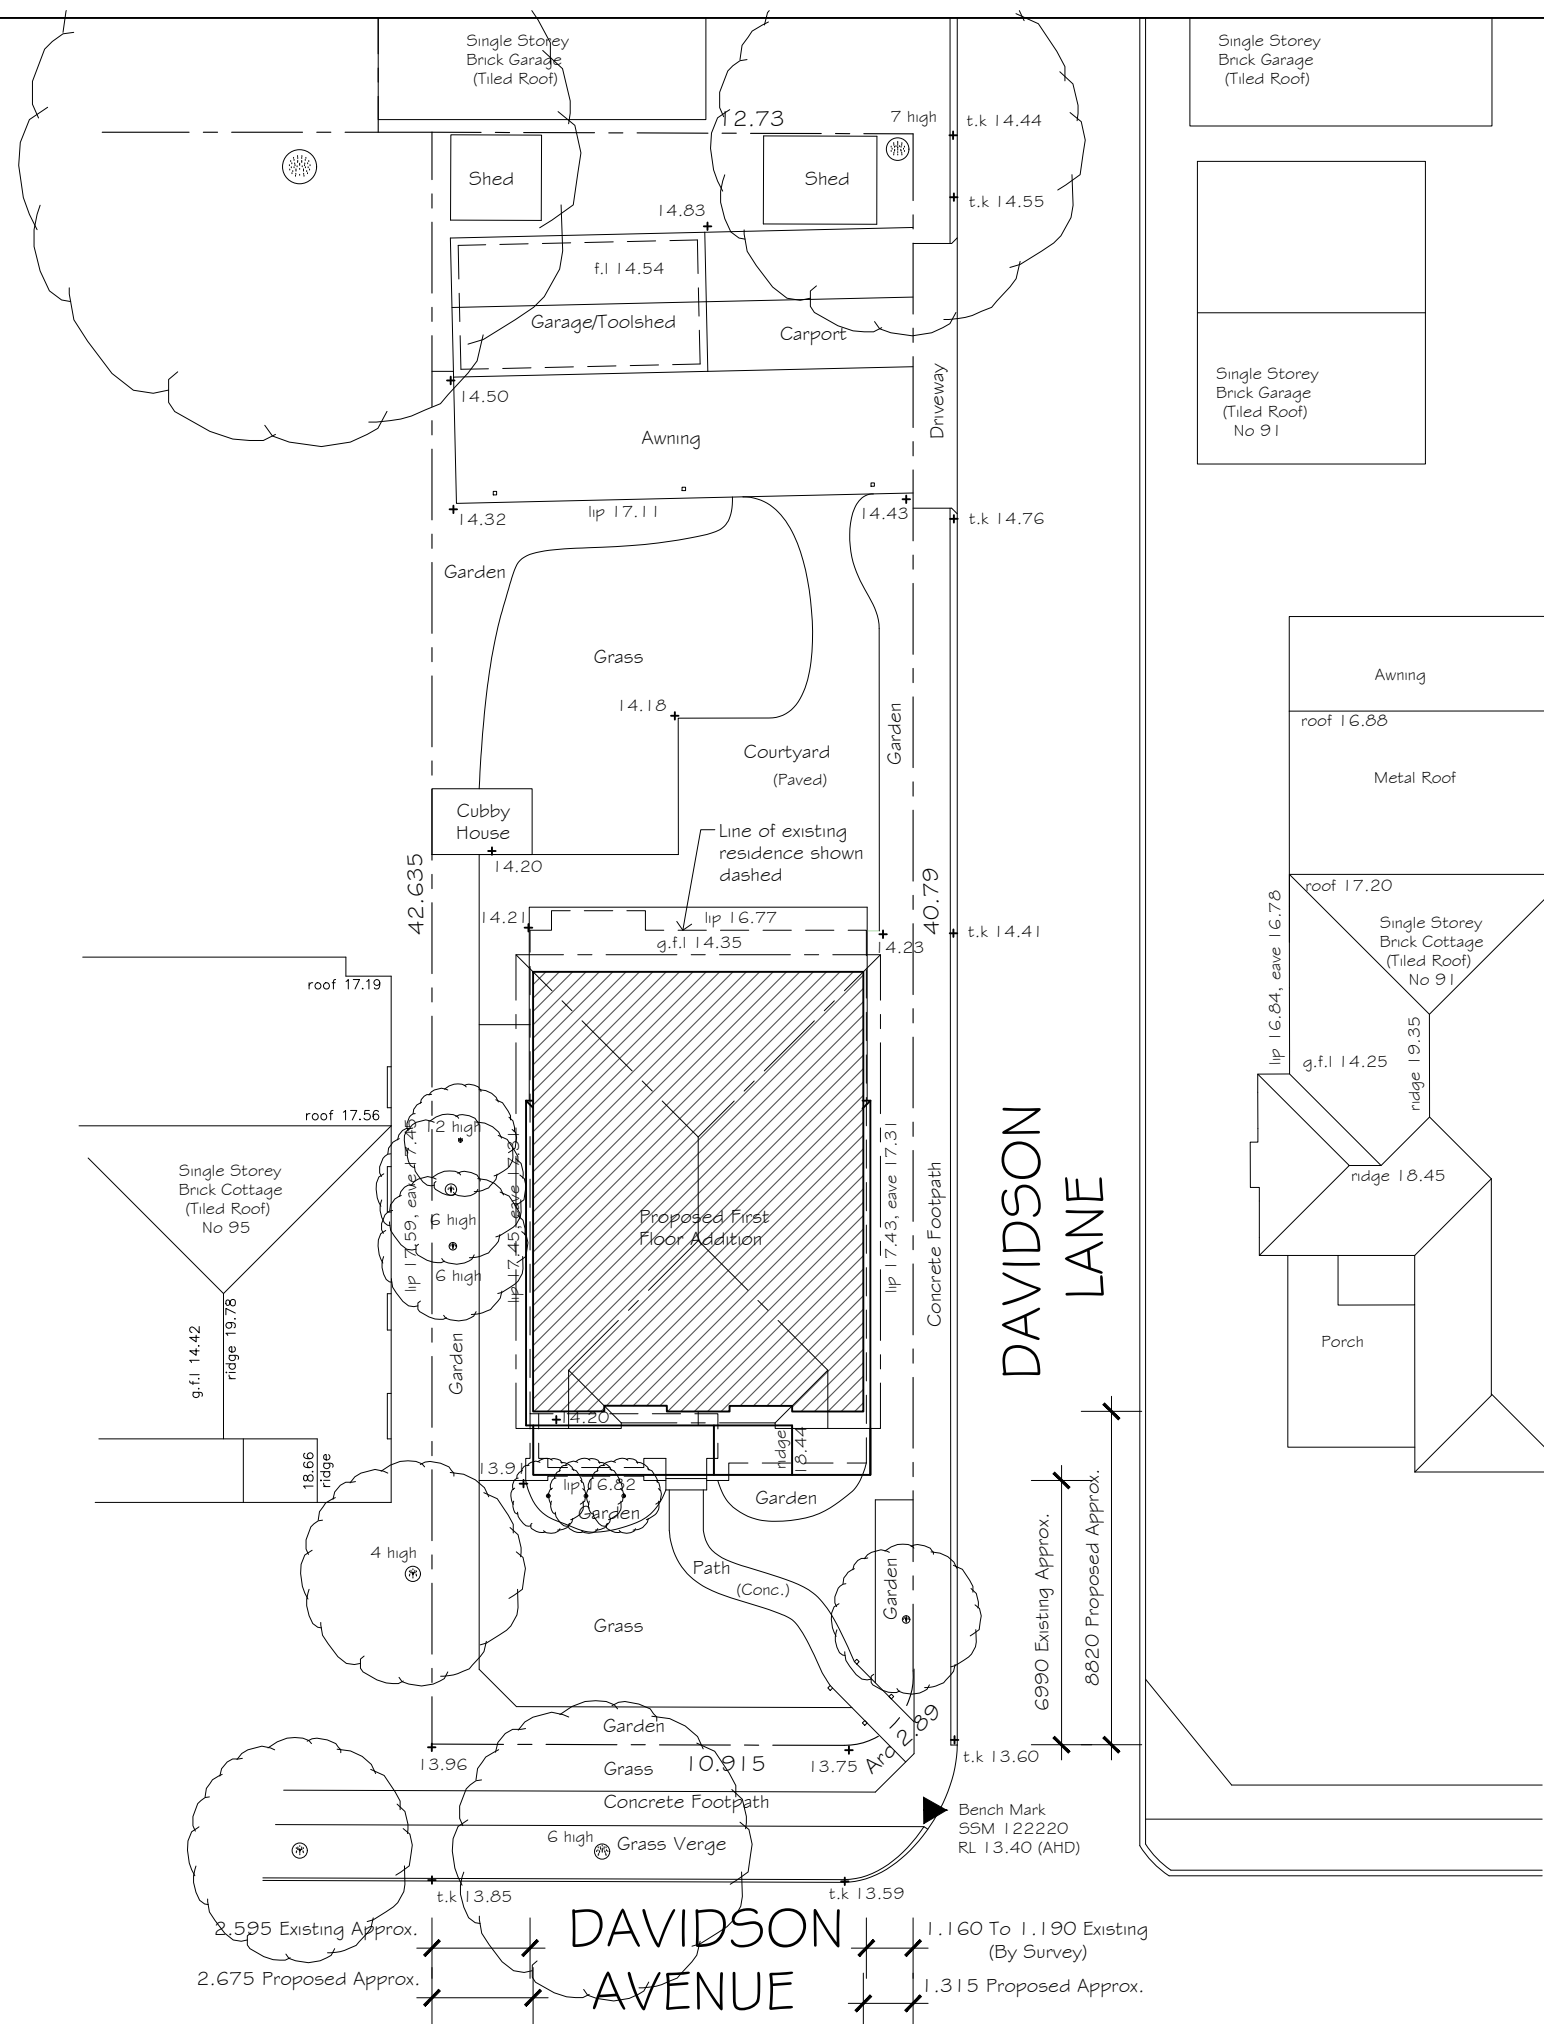 Single Storey
Brick Garage
(Tiled Roof)
Single Storey
Brick Garage
(Tiled Roof)
12.73
7 high
t.k 14.44
Shed
Shed
t.k 14.55
14.83
f.l 14.54
Garage/Toolshed
Carport
Driveway
14.50
Awning
Single Storey
Brick Garage
(Tiled Roof)
No 91
14.32
lip 17.11
14.43
t.k 14.76
Garden
Grass
14.18
Garden
Courtyard
(Paved)
Awning
roof 16.88
Metal Roof
Cubby
House
14.20
Line of existing
residence shown
dashed
42.635
40.79
14.21
lip 16.77
g.f.l 14.35
14.23
t.k 14.41
roof 17.20
Single Storey
Brick Cottage
(Tiled Roof)
No 91
lip 16.84, eave 16.78
g.f.l 14.25
ridge 19.35
ridge 18.45
Porch
roof 17.19
roof 17.56
Single Storey
Brick Cottage
(Tiled Roof)
No 95
g.f.l 14.42
ridge 19.78
18.66
ridge
12 high
6 high
6 high
lip 17.59, eave 17.45
Garden
Proposed First
Floor Addition
lip 17.43, eave 17.31
Concrete Footpath
DAVIDSON
LANE
14.20
ridge
18.44
13.91
lip 16.82
Garden
Garden
4 high
Path
(Conc.)
Garden
Grass
6990 Existing Approx.
8820 Proposed Approx.
Garden
Arc 2.89
13.96
Grass
10.915
13.75
t.k 13.60
Concrete Footpath
Bench Mark
SSM 122220
RL 13.40 (AHD)
6 high
Grass Verge
t.k 13.85
t.k 13.59
2.595 Existing Approx.
2.675 Proposed Approx.
DAVIDSON
AVENUE
1.160 To 1.190 Existing
(By Survey)
1.315 Proposed Approx.